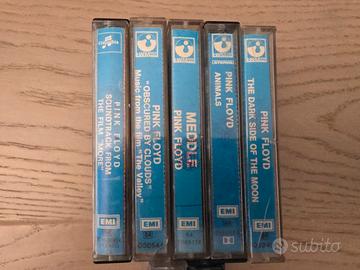 PINK FLOYD
SOUNDTRACK FROM
THE FILM "MORE"
EMI
PINK FLOYD
"OBSCURED BY CLOUDS"
Music from the film "The Valley"
EMI
MEDDLE
PINK FLOYD
EMI
STEREO
PINK FLOYD
ANIMALS
EMI
PINK FLOYD
THE DARK SIDE OF THE MOON
EMI
subito